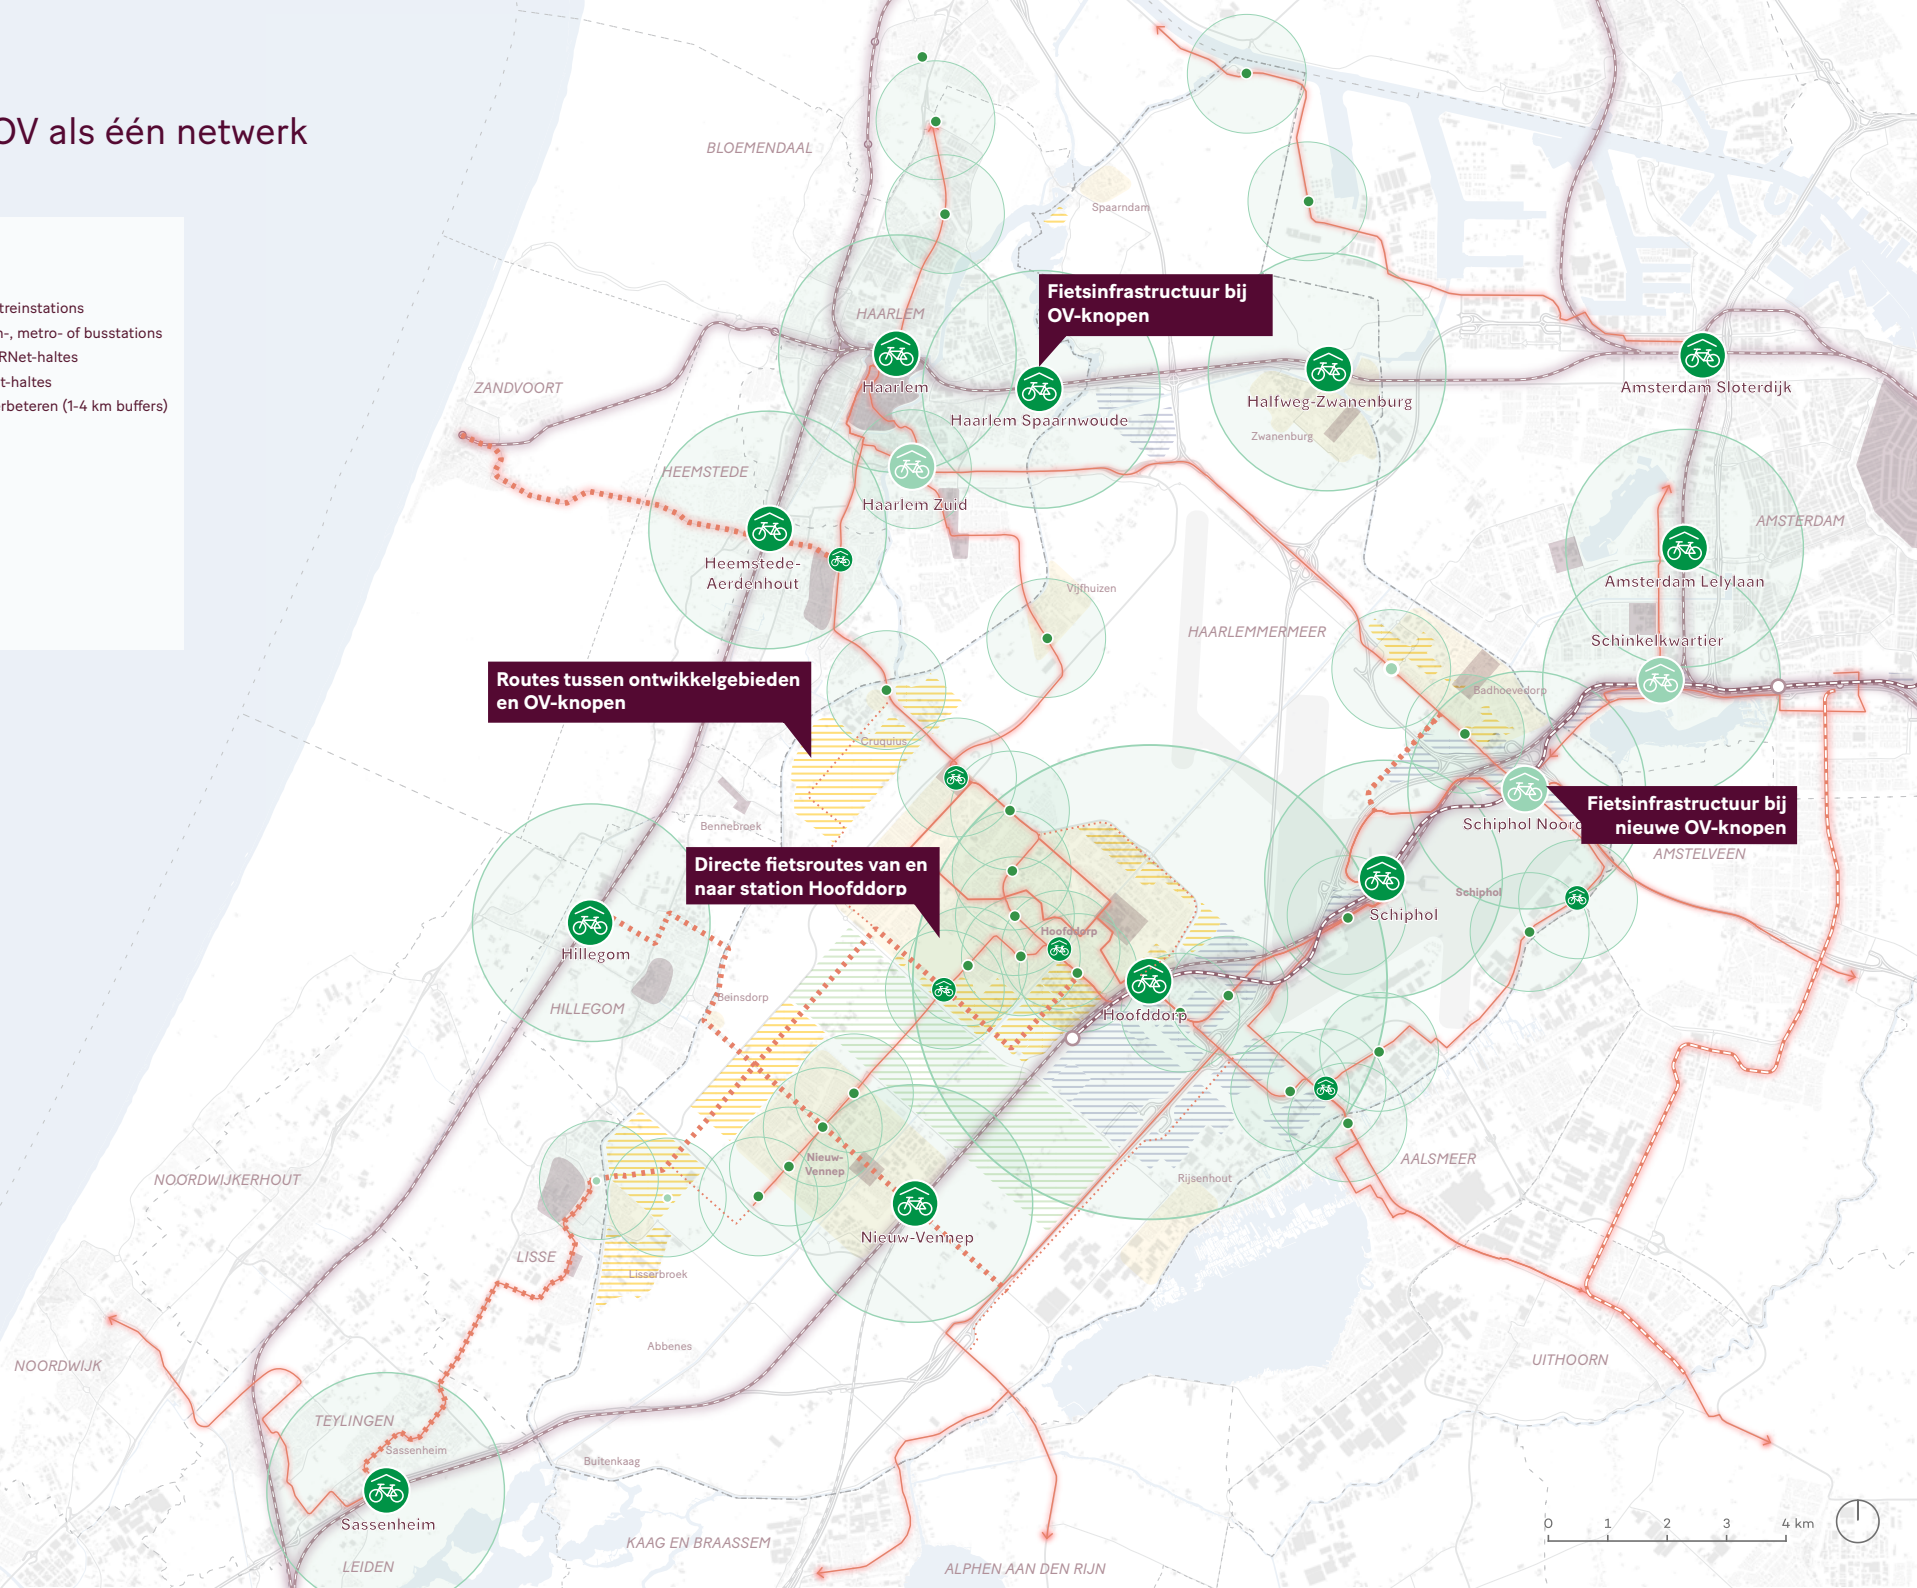 OV als één netwerk
treinstations
-, metro- of busstations
RNet-haltes
t-haltes
rbeteren (1-4 km buffers)
BLOEMENDAAL
Spaarndam
Fietsinfrastructuur bij
OV-knopen
HAARLEM
Haarlem
ZANDVOORT
Haarlem Spaarnwoude
Halfweg-Zwanenburg
Zwanenburg
Amsterdam Sloterdijk
HEEMSTEDE
Haarlem Zuid
AMSTERDAM
Heemstede-
Aerdenhout
Amsterdam Lelylaan
Vijfhuizen
HAARLEMMERMEER
Schinkelkwartier
Routes tussen ontwikkelgebieden
en OV-knopen
Badhoevedorp
Cruquius
Bennebroek
Schiphol Noord
Fietsinfrastructuur bij
nieuwe OV-knopen
AMSTELVEEN
Directe fietsroutes van en
naar station Hoofddorp
Schiphol
Schiphol
Hoofddorp
Hillegom
HILLEGOM
Beinsdorp
Hoofddorp
NOORDWIJKERHOUT
Nieuw-
Vennep
Rijsenhout
AALSMEER
LISSE
Nieuw-Vennep
Lisserbroek
Abbenes
NOORDWIJK
UITHOORN
TEYLINGEN
Sassenheim
Buitenkaag
Sassenheim
LEIDEN
KAAG EN BRAASSEM
ALPHEN AAN DEN RIJN
0 1 2 3 4 km